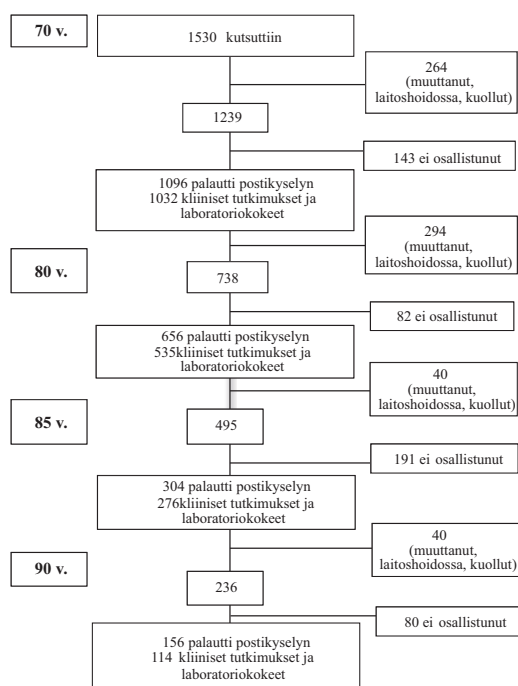 70 v.
1530 kutsuttiin
264
(muuttanut,
laitoshoidossa, kuollut)
1239
143 ei osallistunut
1096 palautti postikyselyn
1032 kliiniset tutkimukset ja
laboratoriokokeet
294
(muuttanut,
laitoshoidossa, kuollut)
80 v.
738
82 ei osallistunut
656 palautti postikyselyn
535kliiniset tutkimukset ja
laboratoriokokeet
40
(muuttanut,
laitoshoidossa, kuollut)
85 v.
495
191 ei osallistunut
304 palautti postikyselyn
276kliiniset tutkimukset ja
laboratoriokokeet
40
(muuttanut,
laitoshoidossa, kuollut)
90 v.
236
80 ei osallistunut
156 palautti postikyselyn
114 kliiniset tutkimukset ja
laboratoriokokeet